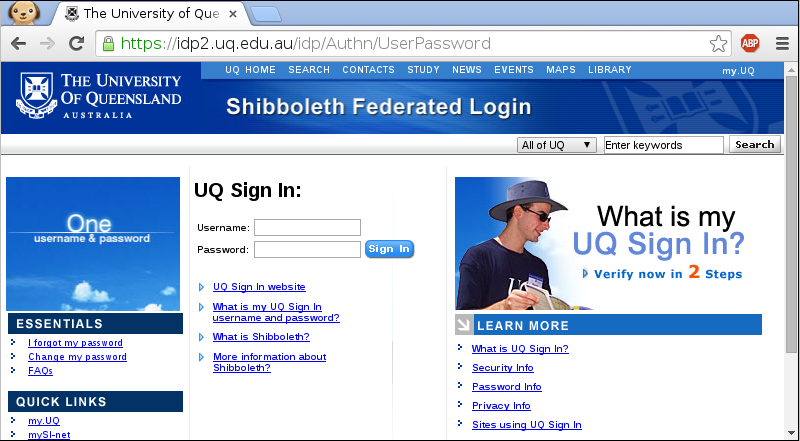 The University of Que
https://idp2.uq.edu.au/idp/Authn/UserPassword
ABP
THE UNIVERSITY
OF QUEENSLAND
AUSTRALIA
UQ HOME SEARCH CONTACTS STUDY NEWS EVENTS MAPS LIBRARY my.UQ
Shibboleth Federated Login
All of UQ Enter keywords Search
One
username & password
ESSENTIALS
I forgot my password
Change my password
FAQs
QUICK LINKS
my.UQ
mySI-net
UQ Sign In:
Username:
Password: Sign In
UQ Sign In website
What is my UQ Sign In
username and password?
What is Shibboleth?
More information about
Shibboleth?
What is my
UQ Sign In?
Verify now in 2 Steps
LEARN MORE
What is UQ Sign In?
Security Info
Password Info
Privacy Info
Sites using UQ Sign In